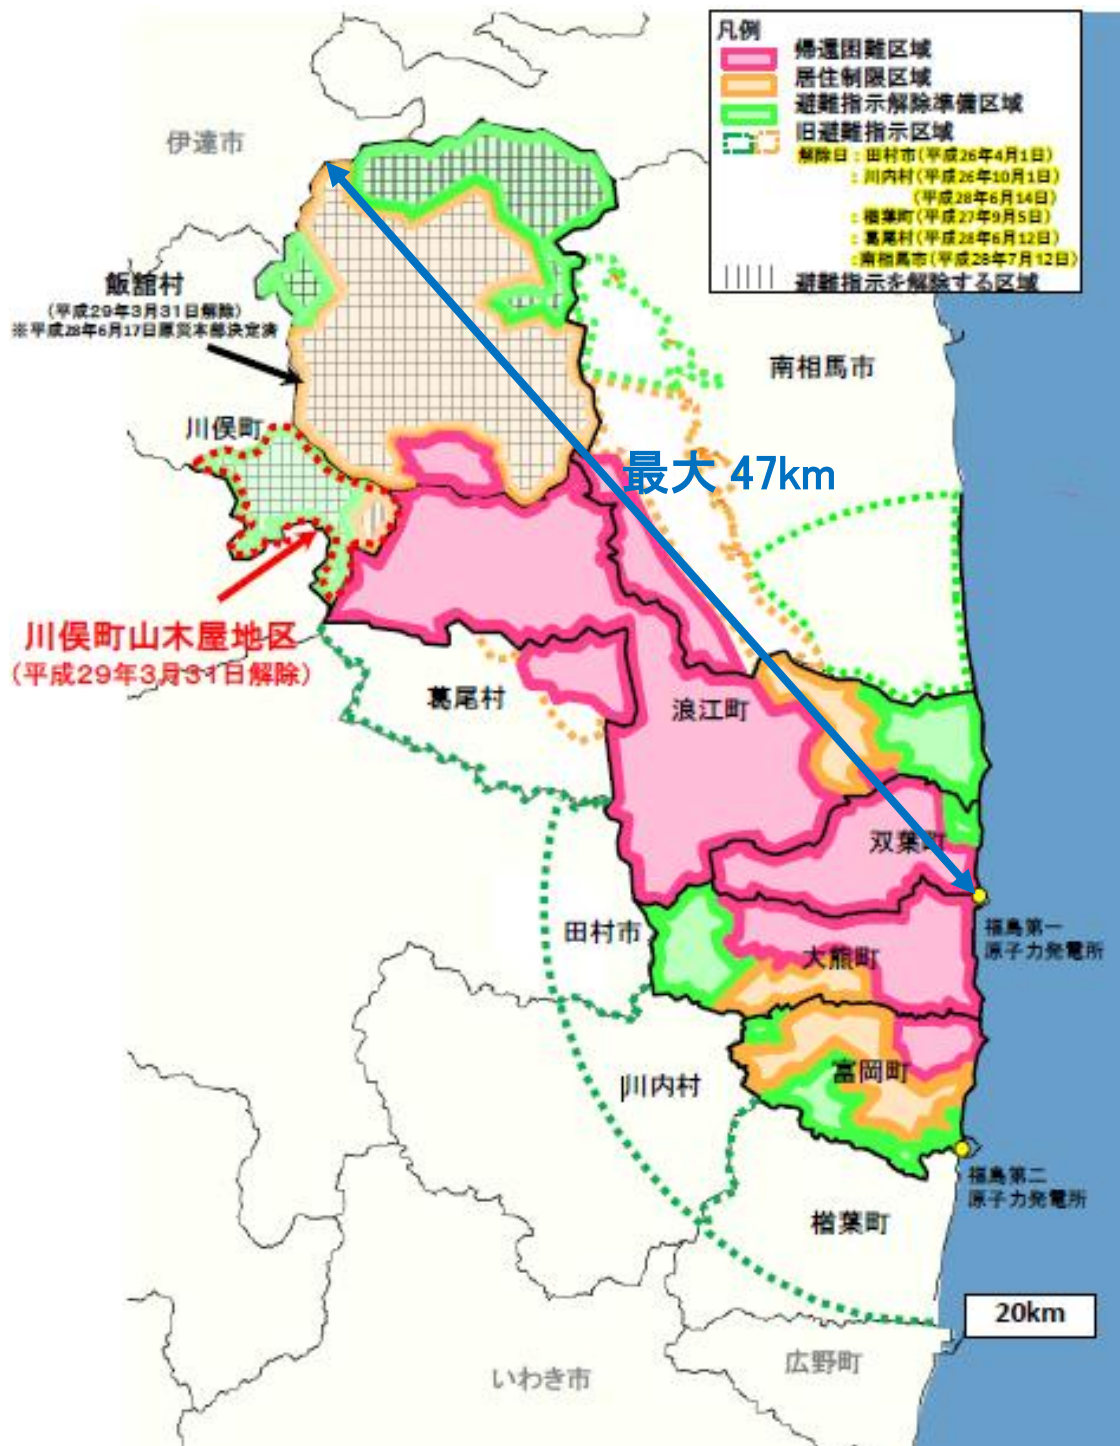 凡例
帰還困難区域
居住制限区域
避難指示解除準備区域
旧避難指示区域
解除日：田村市(平成26年4月1日)
：川内村(平成26年10月1日)
(平成28年6月14日)
：楢葉町(平成27年9月5日)
：葛尾村(平成28年6月12日)
：南相馬市(平成28年7月12日)
避難指示を解除する区域
伊達市
飯舘村
(平成29年3月31日解除)
※平成28年6月17日原災本部決定済
南相馬市
川俣町
最大 47km
川俣町山木屋地区
(平成29年3月31日解除)
葛尾村
浪江町
双葉町
田村市
大熊町
福島第一
原子力発電所
川内村
富岡町
福島第二
原子力発電所
楢葉町
20km
広野町
いわき市